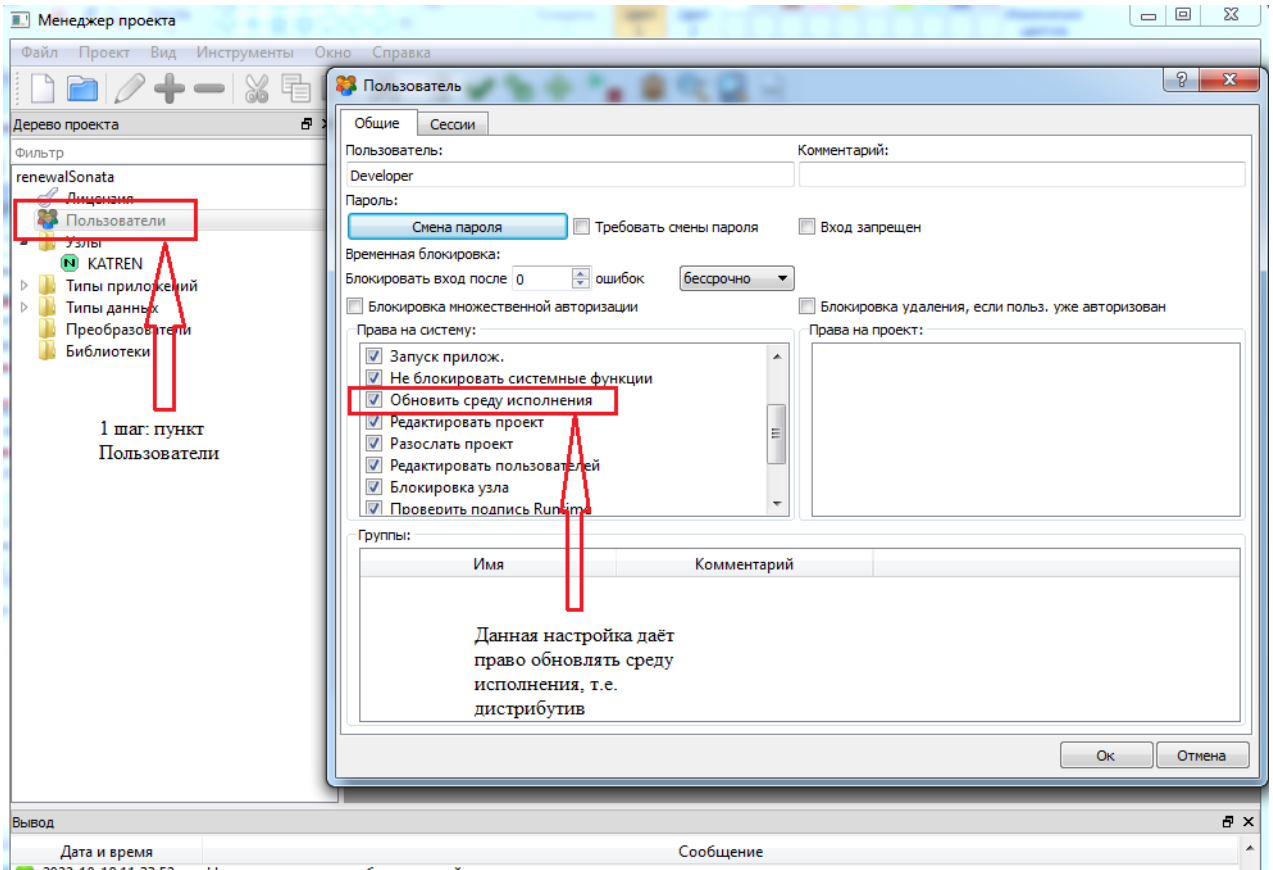 Менеджер проекта
Файл Проект Вид Инструменты Окно Справка
Дерево проекта
Фильтр
renewalSonata
Лицензия
Пользователи
Узлы
KATREN
Типы приложений
Типы данных
Преобразователи
Библиотеки
1 шаг: пункт
Пользователи
Пользователь
Общие Сессии
Пользователь: Комментарий:
Developer
Пароль:
Смена пароля Требовать смены пароля Вход запрещен
Временная блокировка:
Блокировать вход после 0 ошибок бессрочно
Блокировка множественной авторизации Блокировка удаления, если польз. уже авторизован
Права на систему: Права на проект:
Запуск прилож.
Не блокировать системные функции
Обновить среду исполнения
Редактировать проект
Разослать проект
Редактировать пользователей
Блокировка узла
Проверить подпись Runtime
Группы:
Имя Комментарий
Данная настройка даёт
право обновлять среду
исполнения, т.е.
дистрибутив
Ок Отмена
Вывод
Дата и время Сообщение